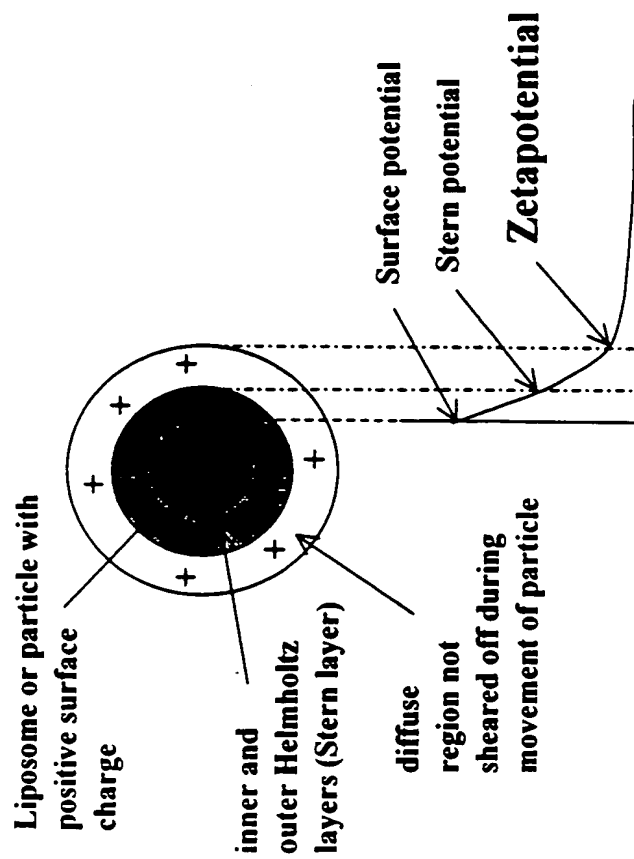 Liposome or particle with
positive surface
charge
inner and
outer Helmholtz
layers (Stern layer)
diffuse
region not
sheared off during
movement of particle
+
+
+
+
+
+
+
Surface potential
Stern potential
Zetapotential